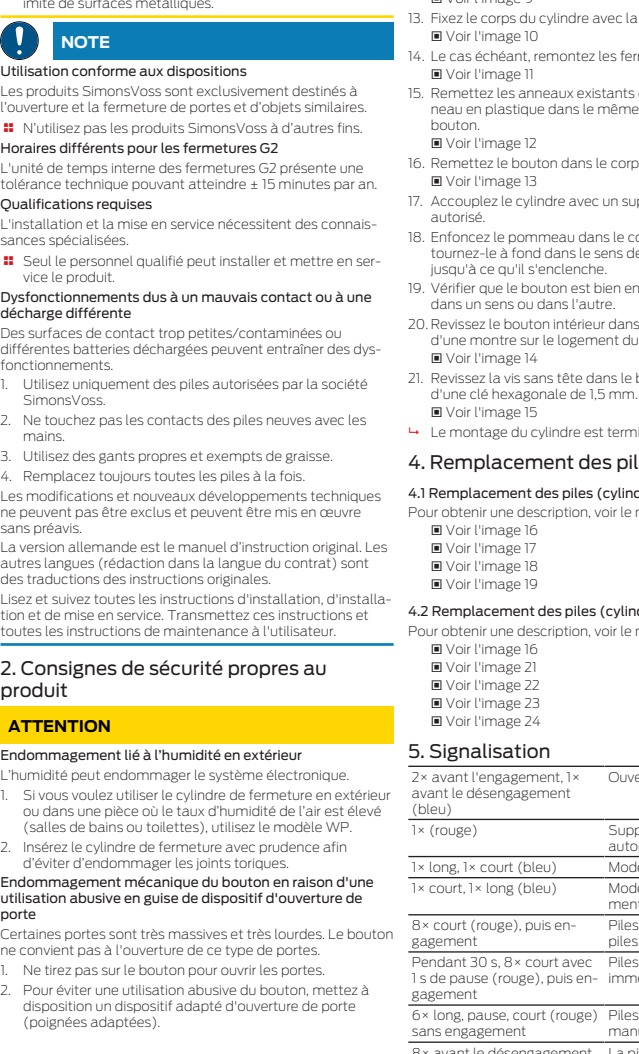 imité de surfaces métalliques.
NOTE
Utilisation conforme aux dispositions
Les produits SimonsVoss sont exclusivement destinés à
l’ouverture et la fermeture de portes et d’objets similaires.
N’utilisez pas les produits SimonsVoss à d’autres fins.
Horaires différents pour les fermetures G2
L'unité de temps interne des fermetures G2 présente une
tolérance technique pouvant atteindre ± 15 minutes par an.
Qualifications requises
L'installation et la mise en service nécessitent des connais-
sances spécialisées.
Seul le personnel qualifié peut installer et mettre en ser-
vice le produit.
Dysfonctionnements dus à un mauvais contact ou à une
décharge différente
Des surfaces de contact trop petites/contaminées ou
différentes batteries déchargées peuvent entraîner des dys-
fonctionnements.
1. Utilisez uniquement des piles autorisées par la société
SimonsVoss.
2. Ne touchez pas les contacts des piles neuves avec les
mains.
3. Utilisez des gants propres et exempts de graisse.
4. Remplacez toujours toutes les piles à la fois.
Les modifications et nouveaux développements techniques
ne peuvent pas être exclus et peuvent être mis en œuvre
sans préavis.
La version allemande est le manuel d’instruction original. Les
autres langues (rédaction dans la langue du contrat) sont
des traductions des instructions originales.
Lisez et suivez toutes les instructions d'installation, d'installa-
tion et de mise en service. Transmettez ces instructions et
toutes les instructions de maintenance à l'utilisateur.
2. Consignes de sécurité propres au
produit
ATTENTION
Endommagement lié à l’humidité en extérieur
L’humidité peut endommager le système électronique.
1. Si vous voulez utiliser le cylindre de fermeture en extérieur
ou dans une pièce où le taux d’humidité de l’air est élevé
(salles de bains ou toilettes), utilisez le modèle WP.
2. Insérez le cylindre de fermeture avec prudence afin
d’éviter d’endommager les joints toriques.
Endommagement mécanique du bouton en raison d'une
utilisation abusive en guise de dispositif d'ouverture de
porte
Certaines portes sont très massives et très lourdes. Le bouton
ne convient pas à l'ouverture de ce type de portes.
1. Ne tirez pas sur le bouton pour ouvrir les portes.
2. Pour éviter une utilisation abusive du bouton, mettez à
disposition un dispositif adapté d'ouverture de porte
(poignées adaptées).
Voir l'image 9
13. Fixez le corps du cylindre avec la
Voir l'image 10
14. Le cas échéant, remontez les fer
Voir l'image 11
15. Remettez les anneaux existants
neau en plastique dans le même
bouton.
Voir l'image 12
16. Remettez le bouton dans le corp
Voir l'image 13
17. Accouplez le cylindre avec un sup
autorisé.
18. Enfoncez le pommeau dans le co
tournez-le à fond dans le sens de
jusqu'à ce qu'il s'enclenche.
19. Vérifier que le bouton est bien en
dans un sens ou dans l'autre.
20. Revissez le bouton intérieur dans
d'une montre sur le logement du
Voir l'image 14
21. Revissez la vis sans tête dans le b
d'une clé hexagonale de 1,5 mm.
Voir l'image 15
Le montage du cylindre est termi
4. Remplacement des pil
4.1 Remplacement des piles (cylind
Pour obtenir une description, voir le r
Voir l'image 16
Voir l'image 17
Voir l'image 18
Voir l'image 19
4.2 Remplacement des piles (cylind
Pour obtenir une description, voir le r
Voir l'image 16
Voir l'image 21
Voir l'image 22
Voir l'image 23
Voir l'image 24
5. Signalisation
2× avant l'engagement, 1× Ouve
avant le désengagement
(bleu)
1× (rouge) Supp
autor
1× long, 1× court (bleu) Mode
1× court, 1× long (bleu) Mode
ment
8× court (rouge), puis en- Piles
gagement piles
Pendant 30 s, 8× court avec Piles
1 s de pause (rouge), puis en- imme
gagement
6× long, pause, court (rouge) Piles
sans engagement manu
8× avant le désengagement La pi